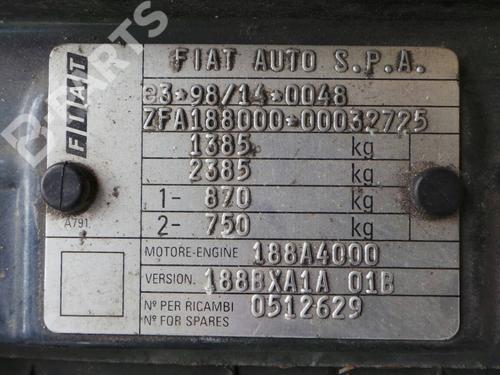 B-PARTS
FIAT AUTO S.P.A.
FIAT
e3*98/14*0048
ZFA188000*00032725
1385 kg
2385 kg
1- 870 kg
2- 750 kg
A791
MOTORE-ENGINE 188A4000
VERSION. 188BXA1A 01B
Nº PER RICAMBI 0512629
Nº FOR SPARES